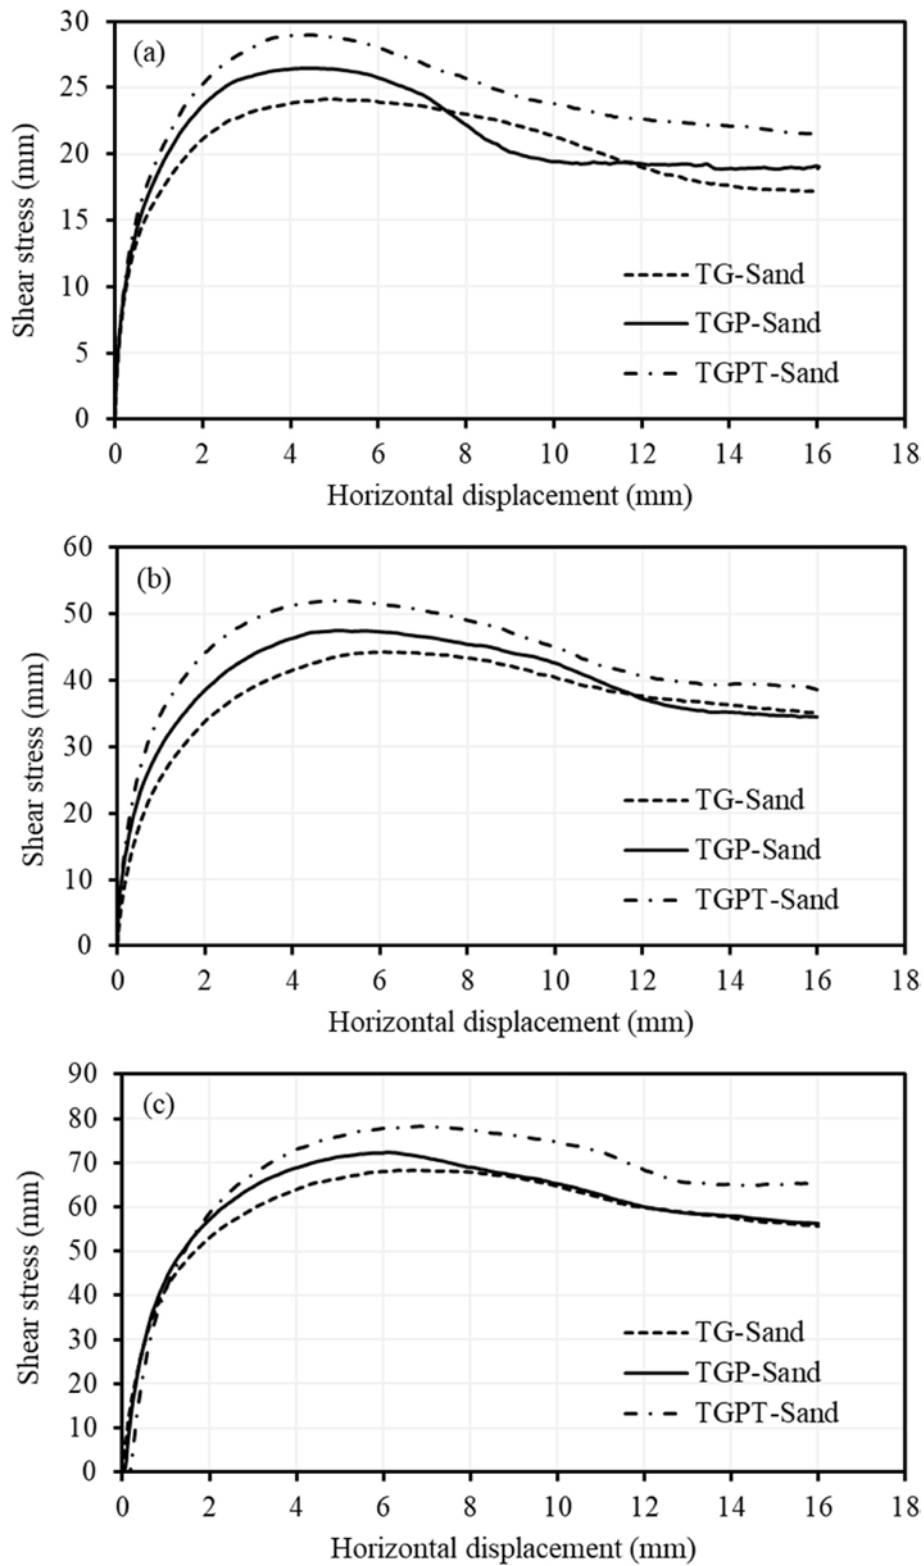 (a)
Shear stress (mm)
30
25
20
15
10
5
0
TG-Sand
TGP-Sand
TGPT-Sand
0 2 4 6 8 10 12 14 16 18
Horizontal displacement (mm)
(b)
Shear stress (mm)
60
50
40
30
20
10
0
TG-Sand
TGP-Sand
TGPT-Sand
0 2 4 6 8 10 12 14 16 18
Horizontal displacement (mm)
(c)
Shear stress (mm)
90
80
70
60
50
40
30
20
10
0
TG-Sand
TGP-Sand
TGPT-Sand
0 2 4 6 8 10 12 14 16 18
Horizontal displacement (mm)